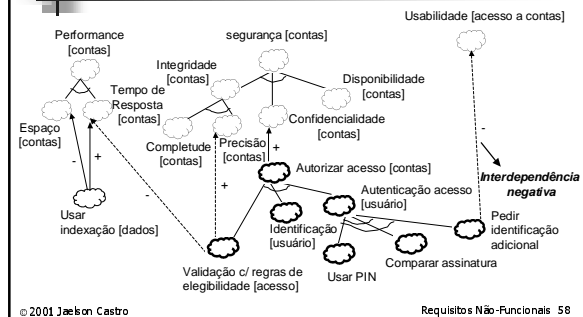 Usabilidade [acesso a contas]
Performance
[contas]
segurança [contas]
Integridade
[contas]
Disponibilidade
[contas]
Tempo de
Resposta
[contas]
Espaço
[contas]
Completude
[contas]
Precisão
[contas]
Confidencialidade
[contas]
-
+
-
+
+
-
Interdependência
negativa
Autorizar acesso [contas]
Autenticação acesso
[usuário]
Usar
indexação [dados]
Identificação
[usuário]
Pedir
identificação
adicional
Validação c/ regras de
elegibilidade [acesso]
Usar PIN
Comparar assinatura
© 2001 Jaelson Castro
Requisitos Não-Funcionais 58